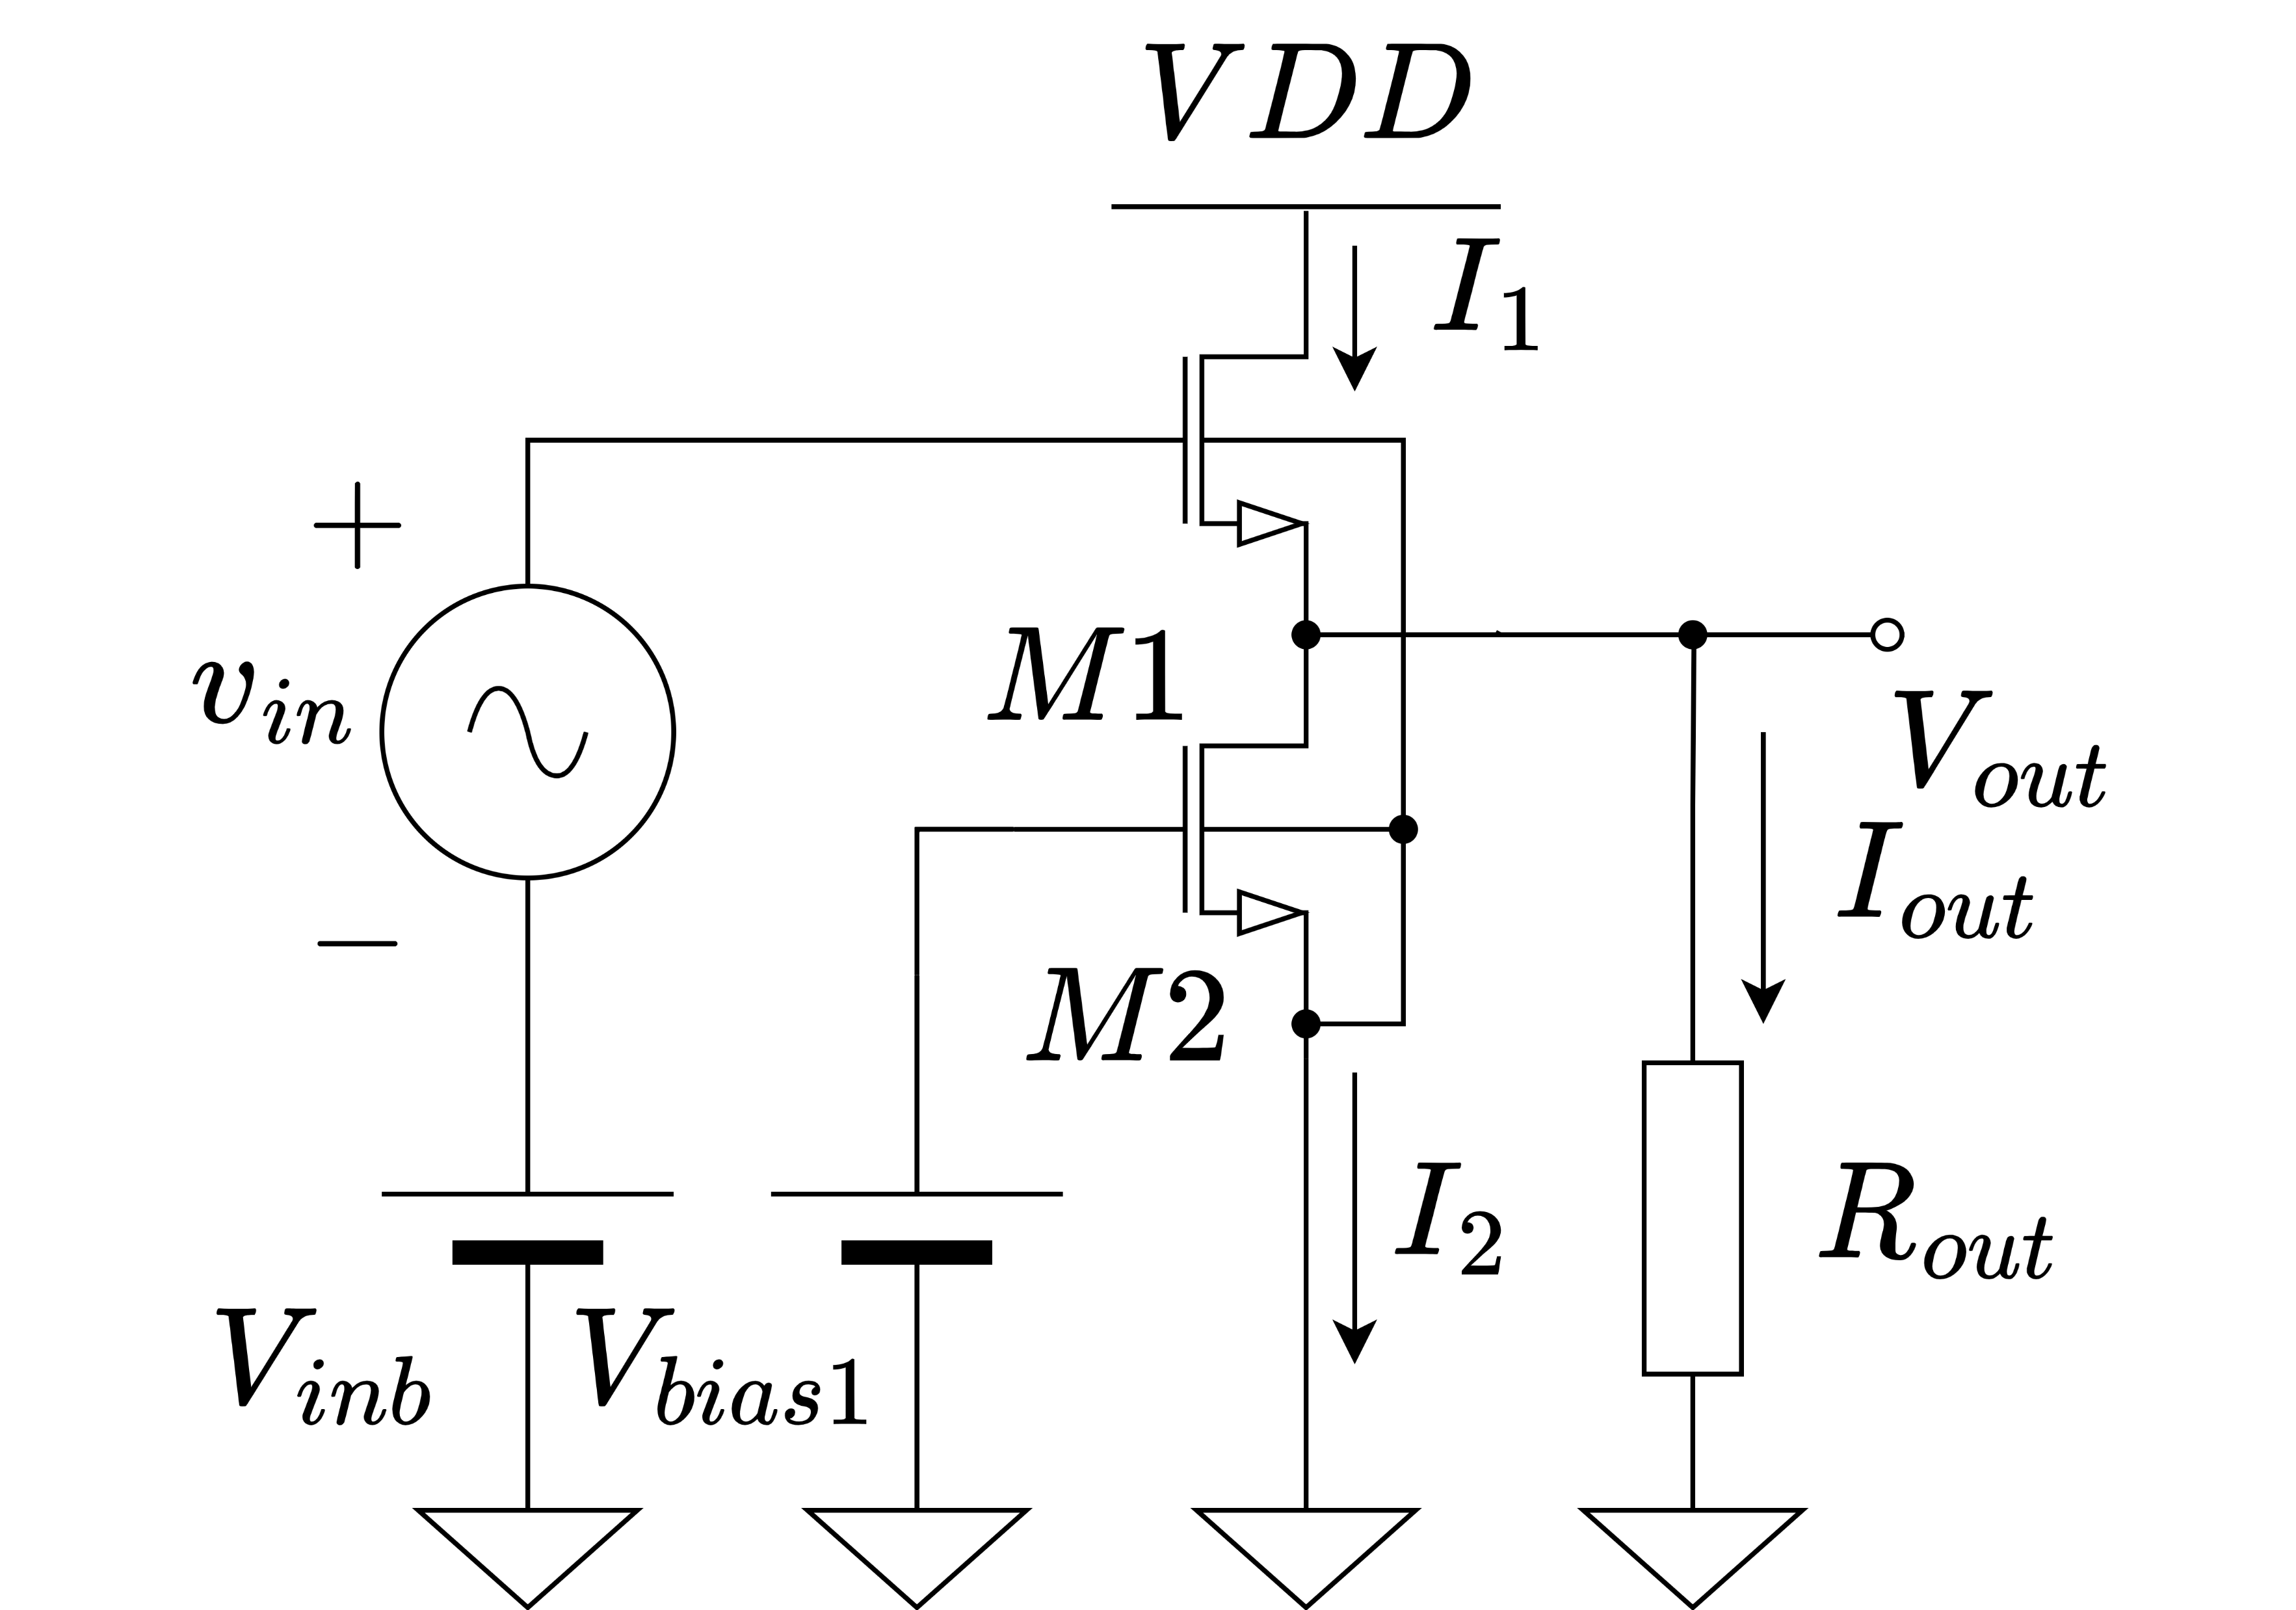 VDD
I1
+
vin
M1
Vout
Iout
−
M2
I2
Rout
Vinb
Vbias1